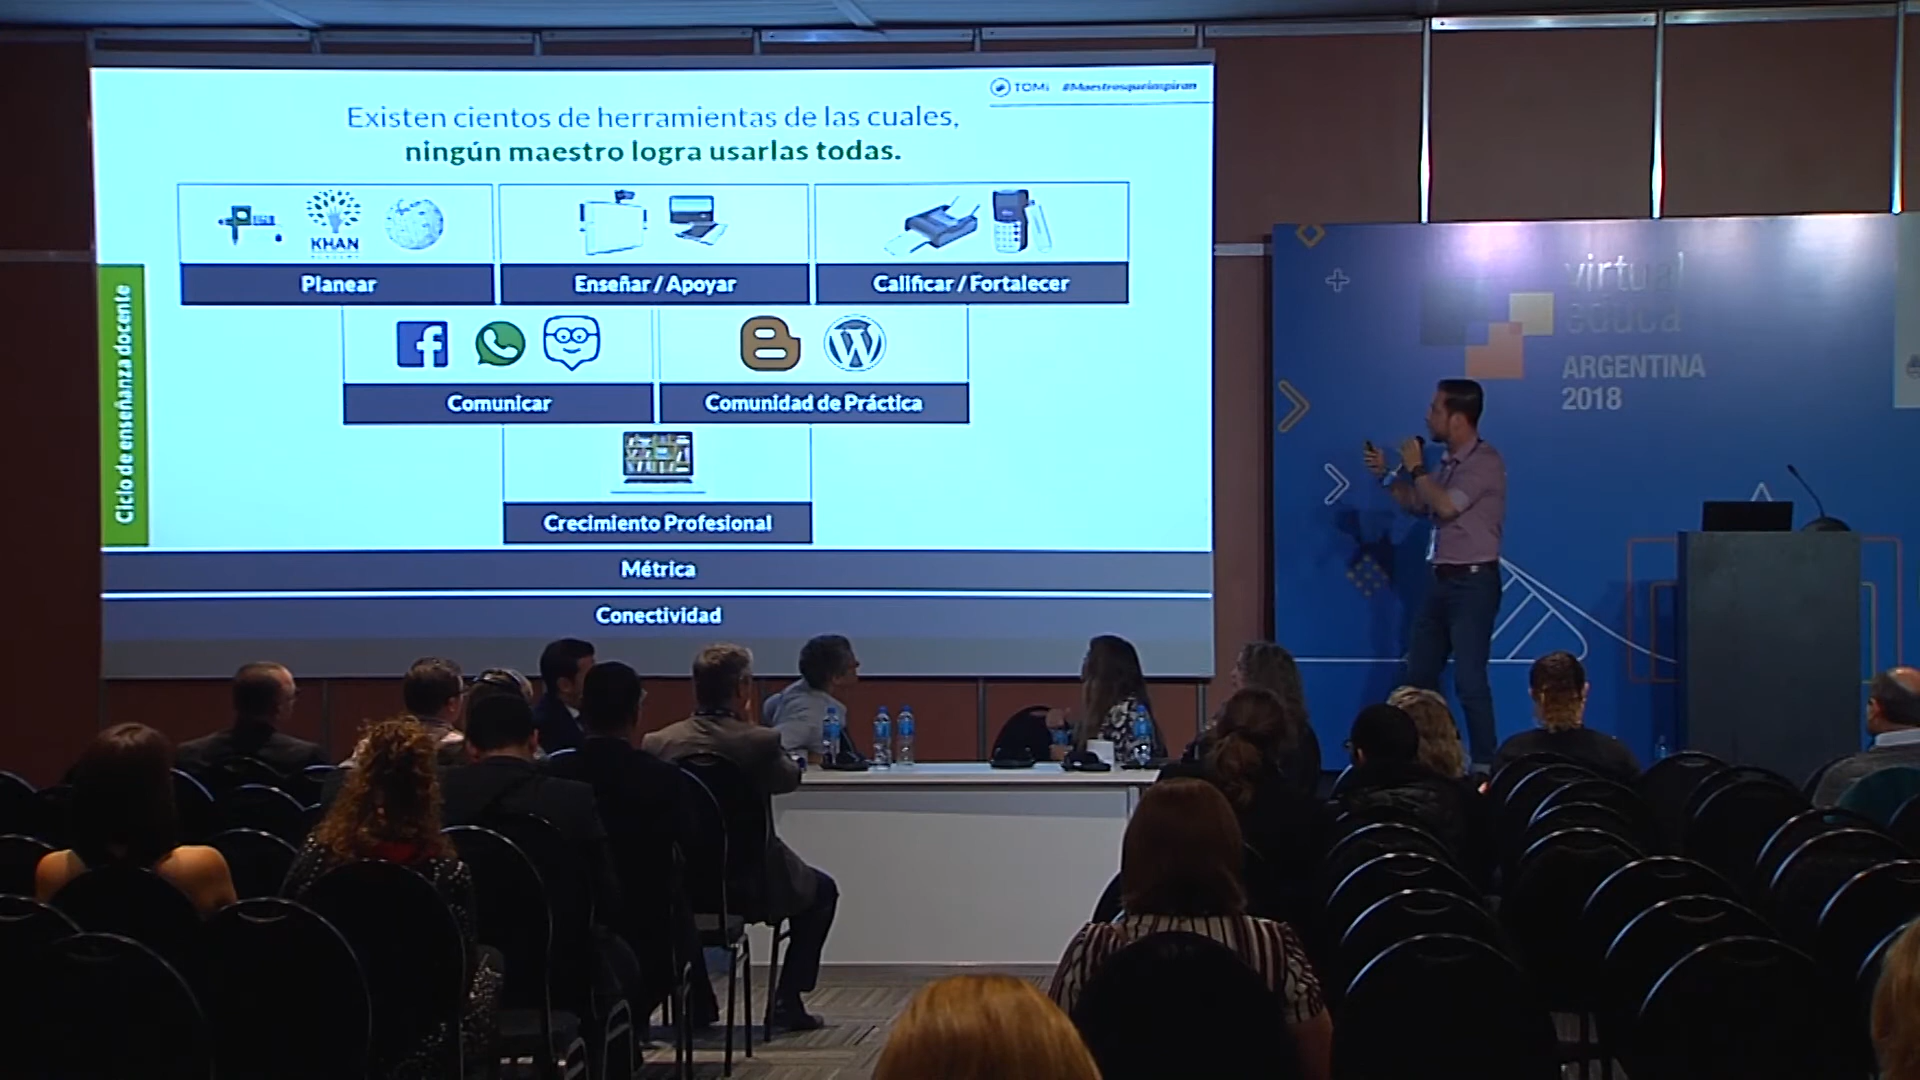 TOMi #Maestrosqueinspiran
Existen cientos de herramientas de las cuales,
ningún maestro logra usarlas todas.
KHAN
Planear
Enseñar / Apoyar
Calificar / Fortalecer
Ciclo de enseñanza docente
Comunicar
Comunidad de Práctica
Crecimiento Profesional
Métrica
Conectividad
virtual
educa
ARGENTINA
2018